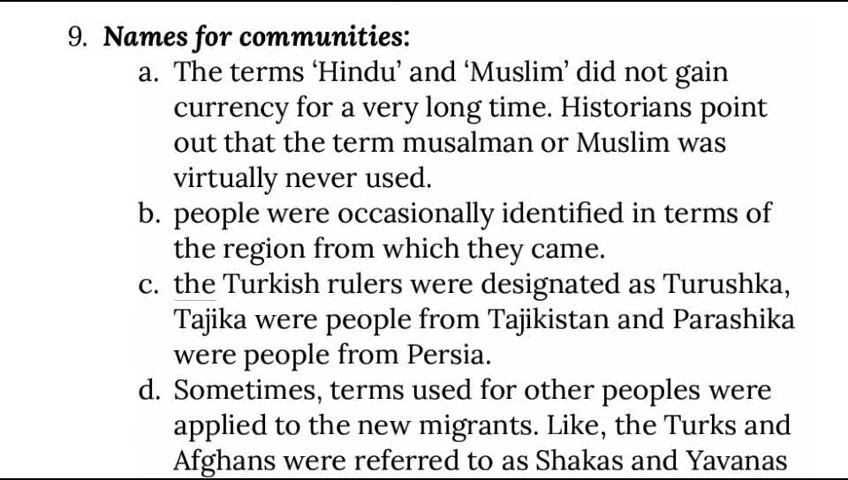 9. Names for communities:
a. The terms ‘Hindu’ and ‘Muslim’ did not gain
currency for a very long time. Historians point
out that the term musalman or Muslim was
virtually never used.
b. people were occasionally identified in terms of
the region from which they came.
c. the Turkish rulers were designated as Turushka,
Tajika were people from Tajikistan and Parashika
were people from Persia.
d. Sometimes, terms used for other peoples were
applied to the new migrants. Like, the Turks and
Afghans were referred to as Shakas and Yavanas